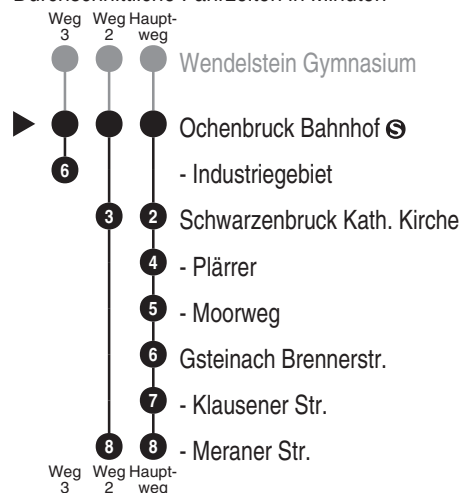 Durchschnittliche Fahrzeiten in Minuten
Weg Weg Haupt-
3 2 weg
Wendelstein Gymnasium
Ochenbruck Bahnhof S
6 - Industriegebiet
3 2 Schwarzenbruck Kath. Kirche
4 - Plärrer
5 - Moorweg
6 Gsteinach Brennerstr.
7 - Klausener Str.
8 8 - Meraner Str.
Weg Weg Haupt-
3 2 weg